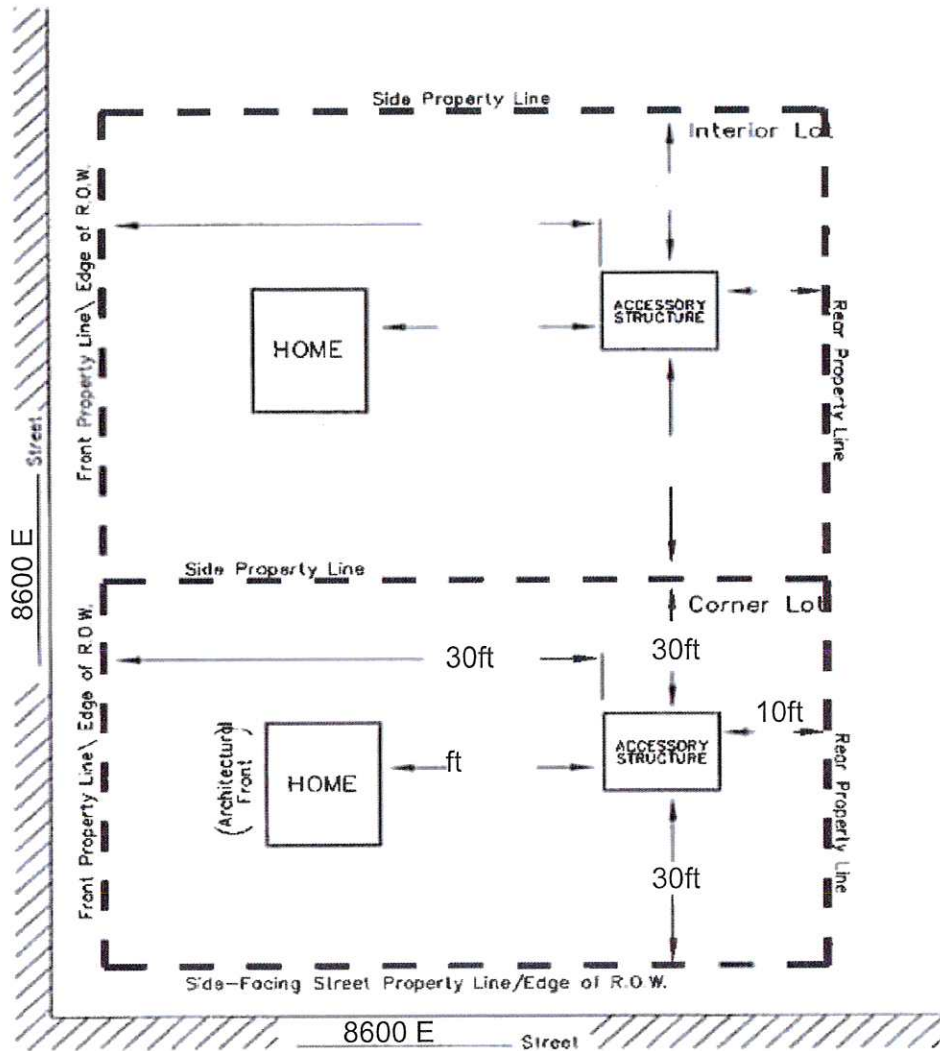 Side Property Line
Interior Lot
Front Property Line\ Edge of R.O.W.
HOME
ACCESSORY
STRUCTURE
Rear Property Line
8600 E
Street
Side Property Line
Corner Lot
Front Property Line\ Edge of R.O.W.
30ft
30ft
10ft
(Architectural
Front)
HOME
ft
ACCESSORY
STRUCTURE
Rear Property Line
30ft
Side-Facing Street Property Line/Edge of R.O.W.
8600 E
Street